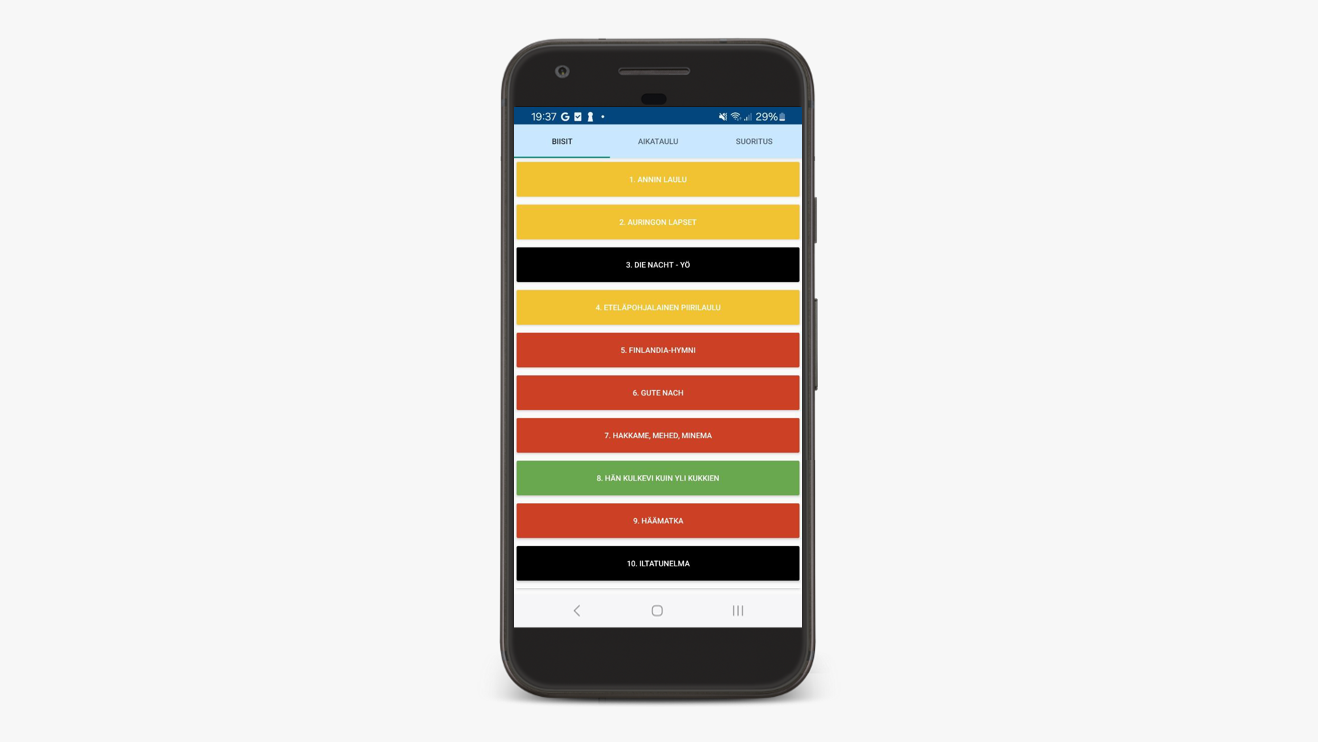 19:37 G 29%
BIISIT AIKATAULU SUORITUS
1. ANNIN LAULU
2. AURINGON LAPSET
3. DIE NACHT - YÖ
4. ETELÄPOHJALAINEN PIIRILAULU
5. FINLANDIA-HYMNI
6. GUTE NACH
7. HAKKAME, MEHED, MINEMA
8. HÄN KULKEVI KUIN YLI KUKKIEN
9. HÄÄMATKA
10. ILTATUNELMA